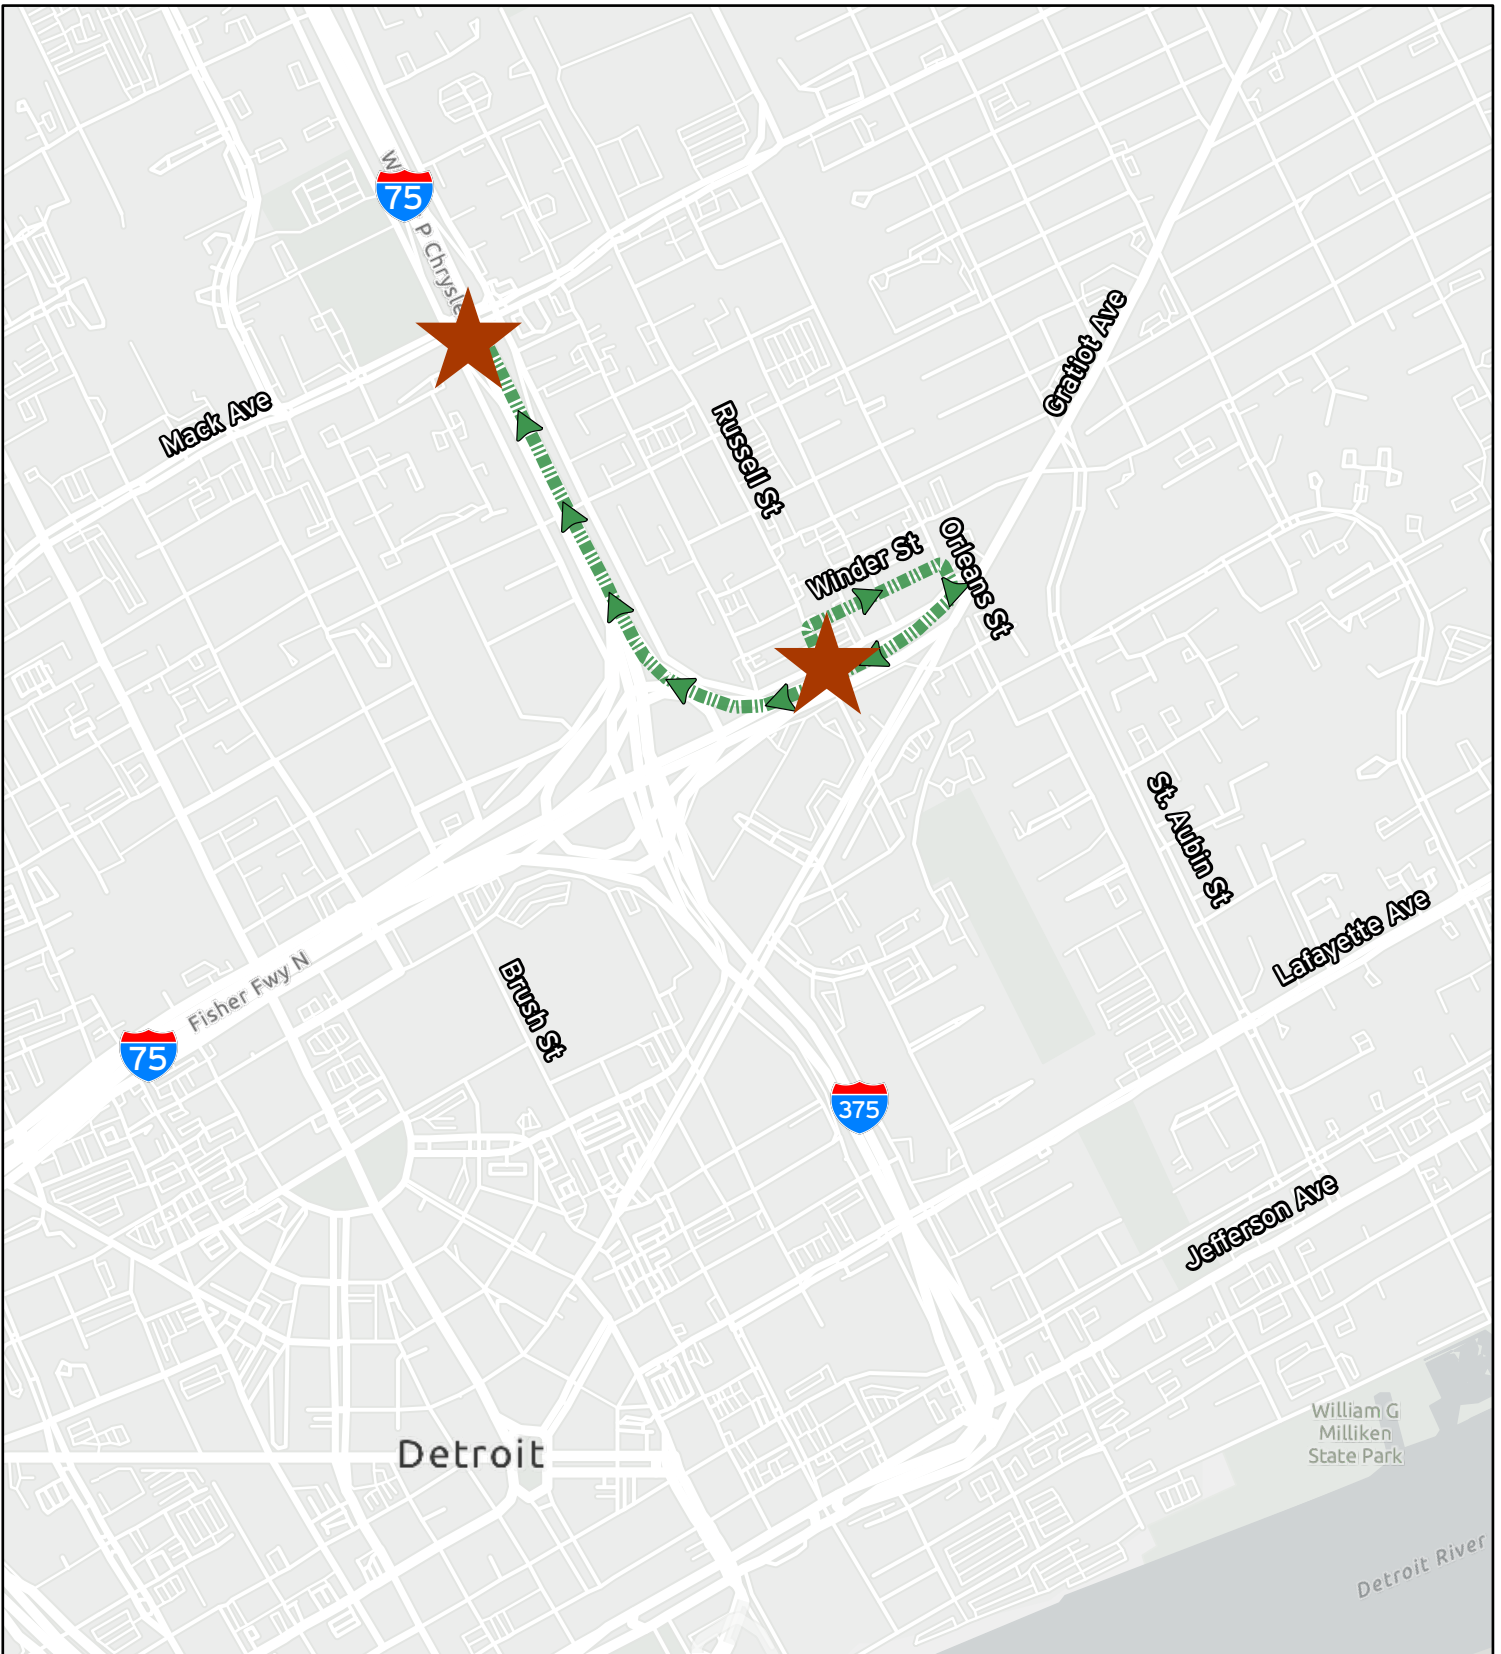 W
75
P Chrysle
Mack Ave
Gratiot Ave
Russell St
Winder St
Orleans St
St. Aubin St
Lafayette Ave
Fisher Fwy N
75
Brush St
375
Jefferson Ave
Detroit
William G
Milliken
State Park
Detroit River